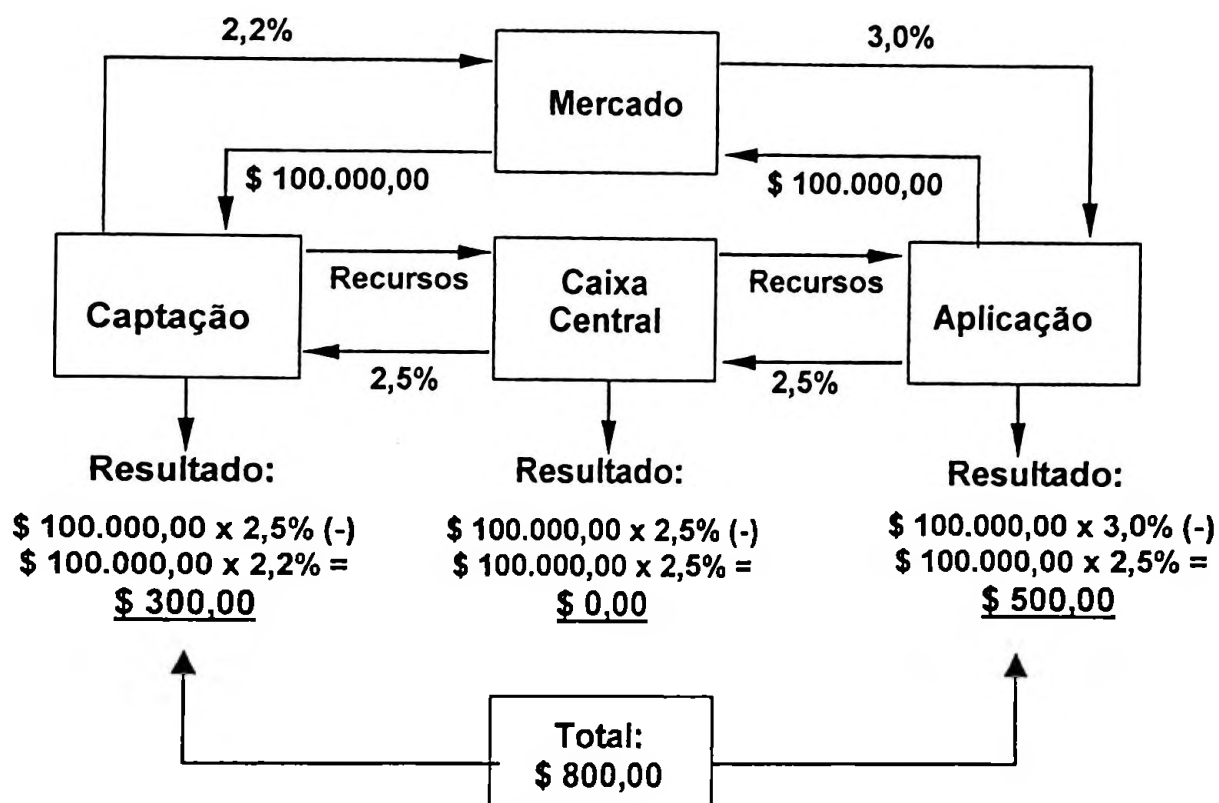 2,2%
3,0%
Mercado
$ 100.000,00
$ 100.000,00
Captação
Recursos
Caixa
Central
Recursos
Aplicação
2,5%
2,5%
Resultado:
$ 100.000,00 x 2,5% (-)
$ 100.000,00 x 2,2% =
$ 300,00
Resultado:
$ 100.000,00 x 2,5% (-)
$ 100.000,00 x 2,5% =
$ 0,00
Resultado:
$ 100.000,00 x 3,0% (-)
$ 100.000,00 x 2,5% =
$ 500,00
Total:
$ 800,00